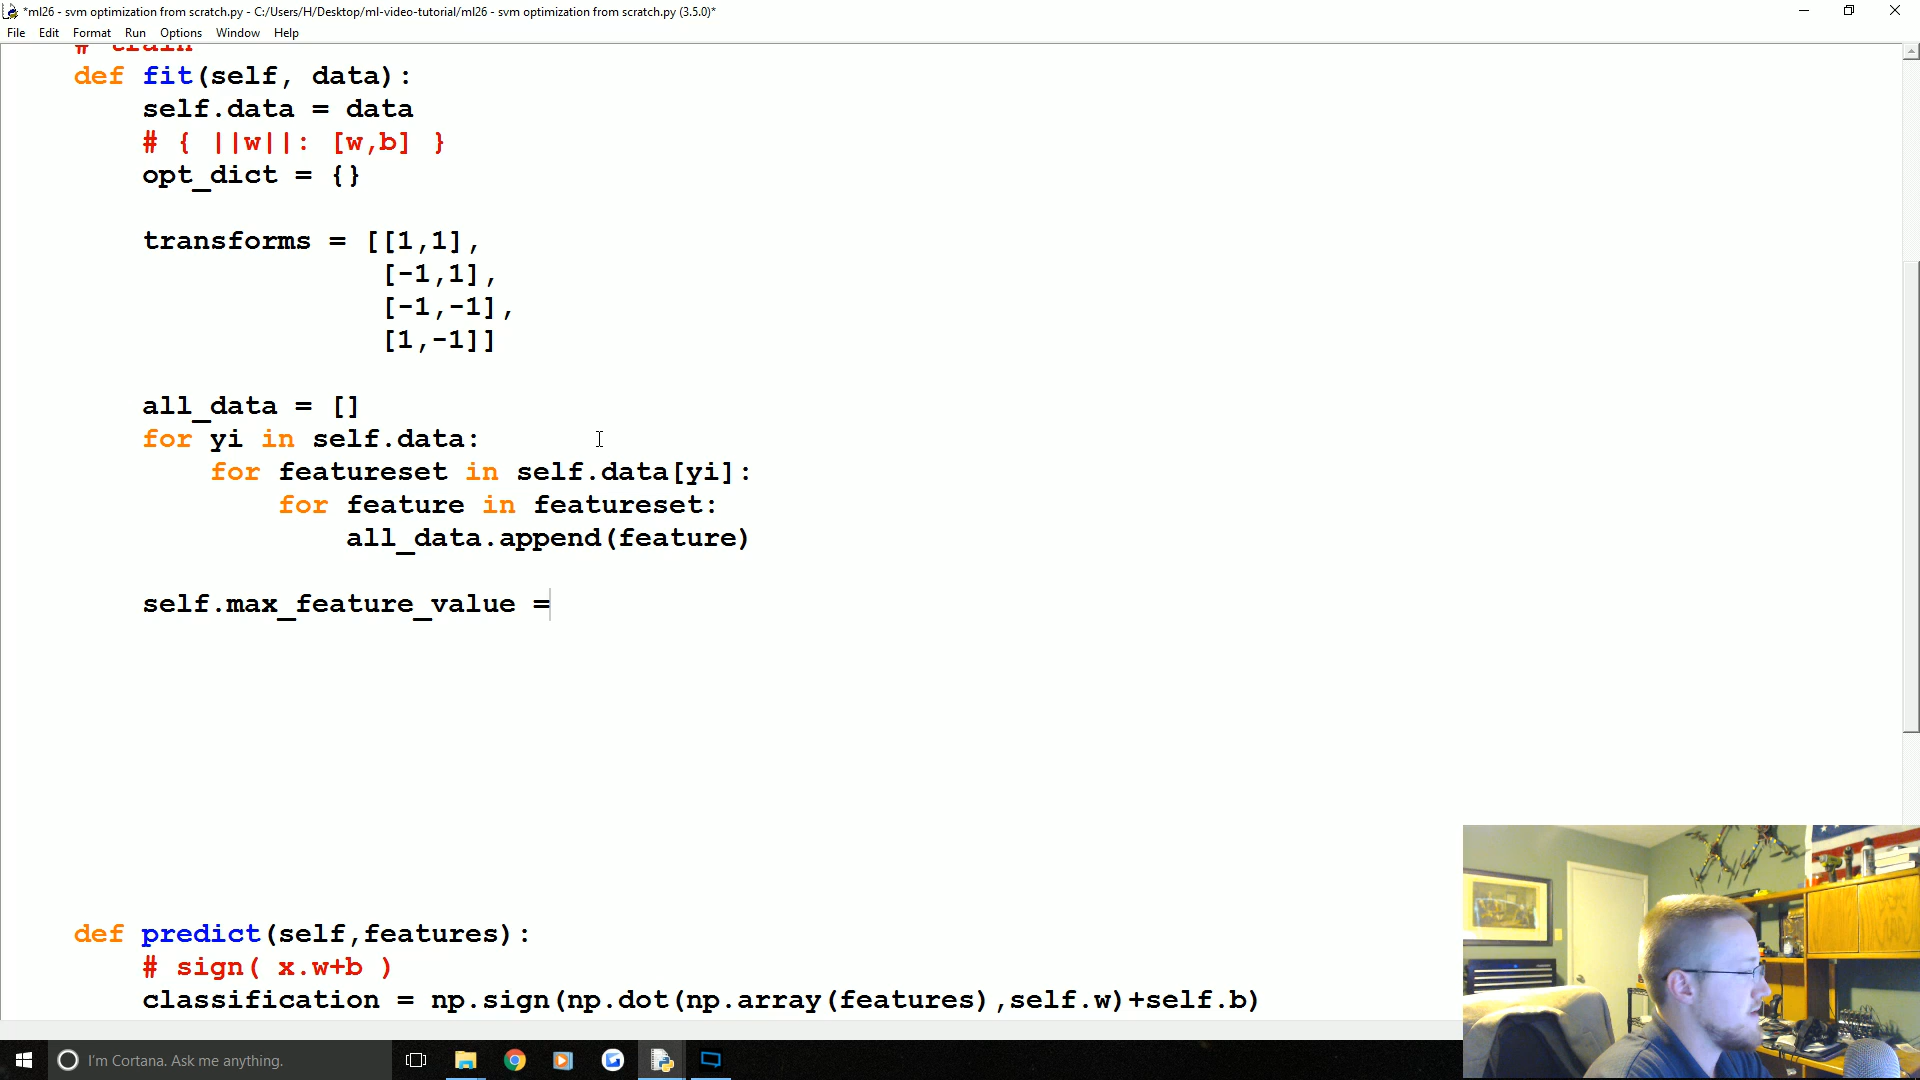 *ml26 - svm optimization from scratch.py - C:/Users/H/Desktop/ml-video-tutorial/ml26 - svm optimization from scratch.py (3.5.0)*
File Edit Format Run Options Window Help
# train
def fit(self, data):
self.data = data
# { ||w||: [w,b] }
opt_dict = {}
transforms = [[1,1],
[-1,1],
[-1,-1],
[1,-1]]
all_data = []
for yi in self.data:
for featureset in self.data[yi]:
for feature in featureset:
all_data.append(feature)
self.max_feature_value =
def predict(self,features):
# sign( x.w+b )
classification = np.sign(np.dot(np.array(features),self.w)+self.b)
I'm Cortana. Ask me anything.